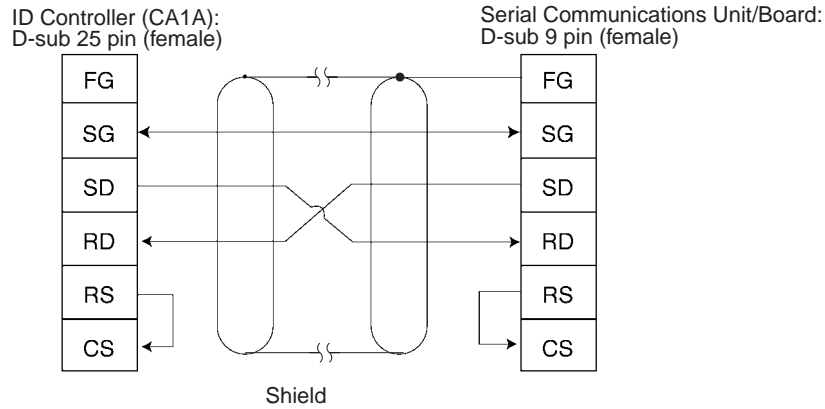 ID Controller (CA1A):
D-sub 25 pin (female)
Serial Communications Unit/Board:
D-sub 9 pin (female)
FG
FG
SG
SG
SD
SD
RD
RD
RS
RS
CS
CS
Shield